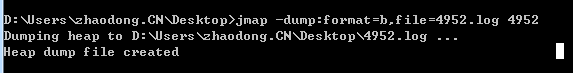 D:\Users\zhaodong.CN\Desktop>jmap -dump:format=b,file=4952.log 4952
Dumping heap to D:\Users\zhaodong.CN\Desktop\4952.log ...
Heap dump file created